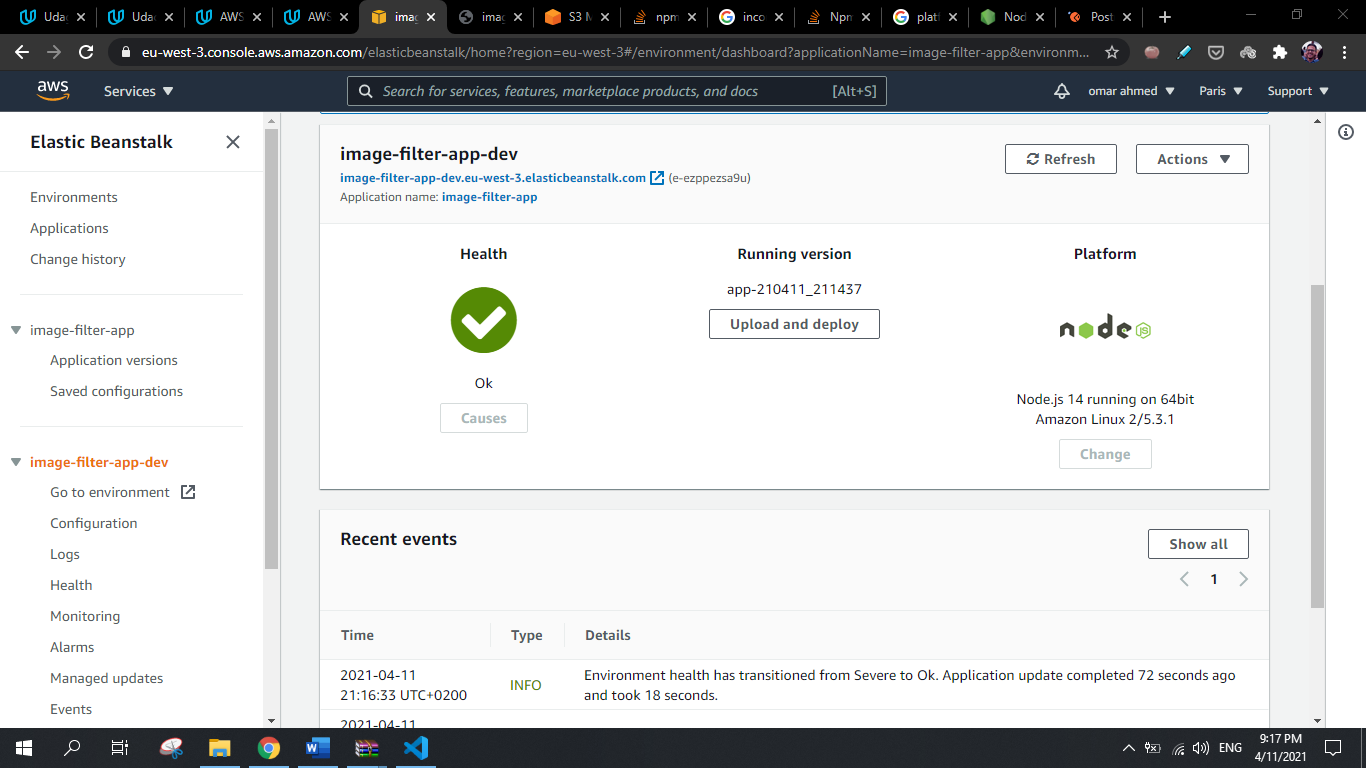 Udac
Udac
AWS
AWS
imag
imag
S3 M
npm
inco
Npn
platf
Nod
Post
eu-west-3.console.aws.amazon.com/elasticbeanstalk/home?region=eu-west-3#/environment/dashboard?applicationName=image-filter-app&environm...
aws
Services
Search for services, features, marketplace products, and docs
[Alt+S]
omar ahmed
Paris
Support
Elastic Beanstalk
Environments
Applications
Change history
image-filter-app
Application versions
Saved configurations
image-filter-app-dev
Go to environment
Configuration
Logs
Health
Monitoring
Alarms
Managed updates
Events
image-filter-app-dev
image-filter-app-dev.eu-west-3.elasticbeanstalk.com (e-ezppezsa9u)
Application name: image-filter-app
Refresh
Actions
Health
Ok
Causes
Running version
app-210411_211437
Upload and deploy
Platform
node JS
Node.js 14 running on 64bit
Amazon Linux 2/5.3.1
Change
Recent events
Show all
1
Time
Type
Details
2021-04-11
21:16:33 UTC+0200
INFO
Environment health has transitioned from Severe to Ok. Application update completed 72 seconds ago
and took 18 seconds.
2021-04-11
ENG
9:17 PM
4/11/2021